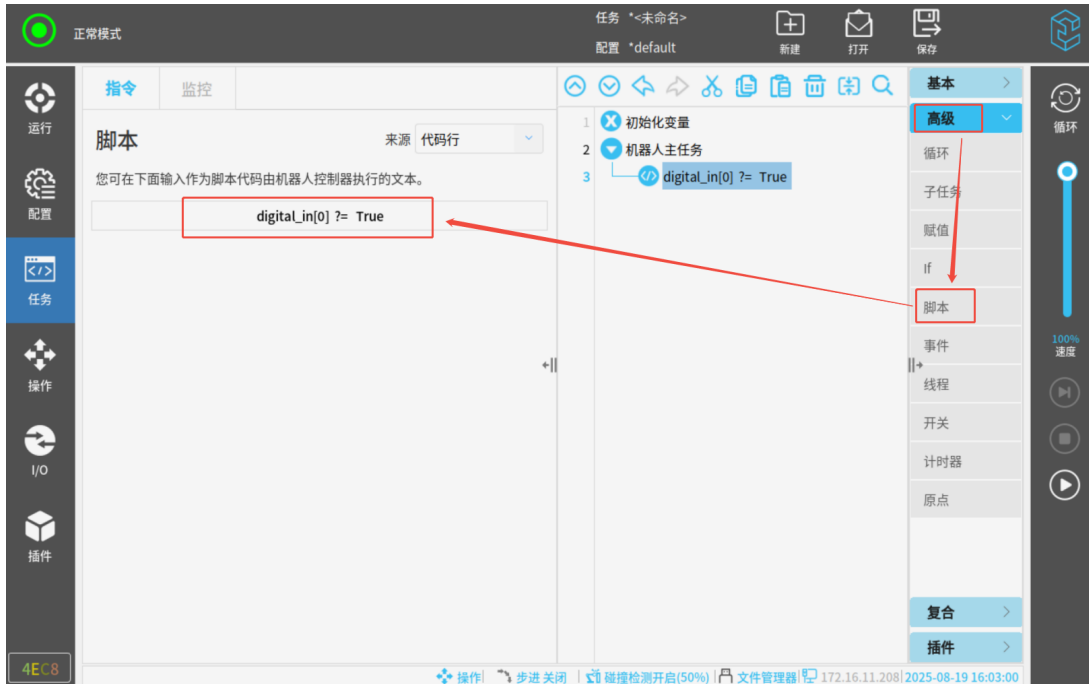 正常模式
任务 *<未命名>
配置 *default
新建
打开
保存
运行
配置
任务
操作
I/O
插件
4EC8
指令
监控
脚本
来源 代码行
您可在下面输入作为脚本代码由机器人控制器执行的文本。
digital_in[0] ?= True
1 初始化变量
2 机器人主任务
3 digital_in[0] ?= True
基本
高级
循环
子任务
赋值
If
脚本
事件
线程
开关
计时器
原点
复合
插件
循环
100%
速度
操作 步进 关闭 碰撞检测开启(50%) 文件管理器 172.16.11.208 2025-08-19 16:03:00